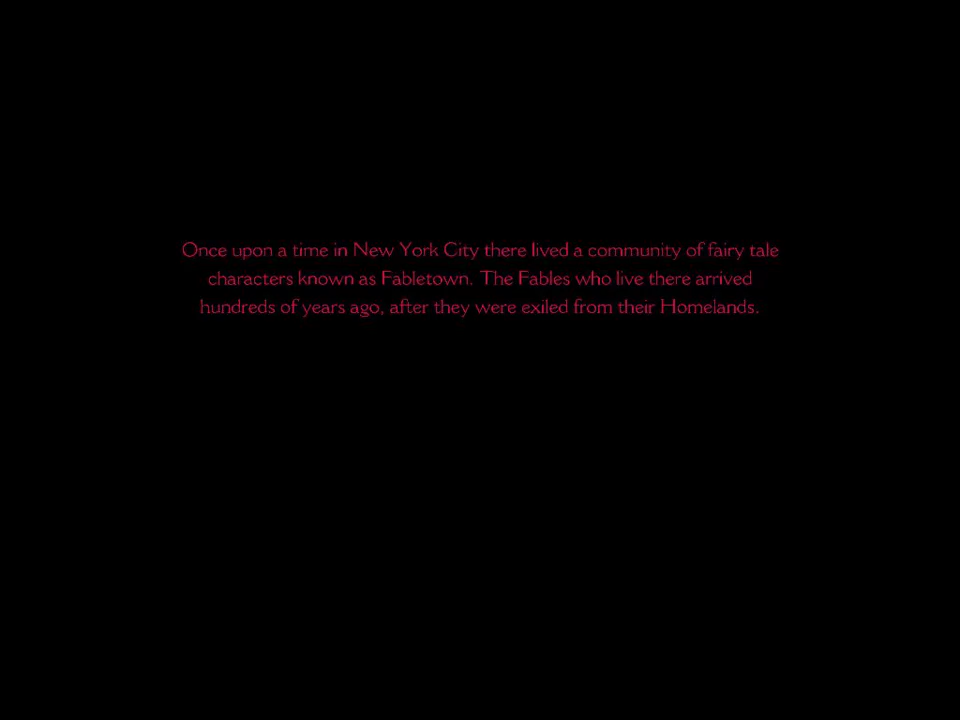 Once upon a time in New York City there lived a community of fairy tale
characters known as Fabletown. The Fables who live there arrived
hundreds of years ago, after they were exiled from their Homelands.